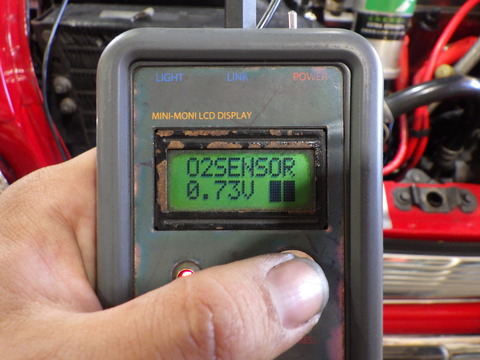 LIGHT LINK POWER
MINI-MONI LCD DISPLAY
O2SENSOR
0.73V